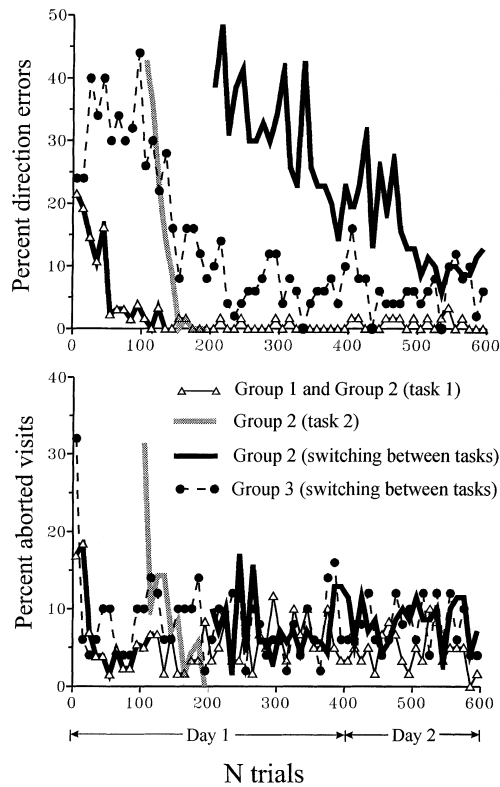 50
40
30
20
10
0
Percent direction errors
0 100 200 300 400 500 600
40
30
20
10
0
Percent aborted visits
Group 1 and Group 2 (task 1)
Group 2 (task 2)
Group 2 (switching between tasks)
Group 3 (switching between tasks)
0 100 200 300 400 500 600
Day 1 Day 2
N trials